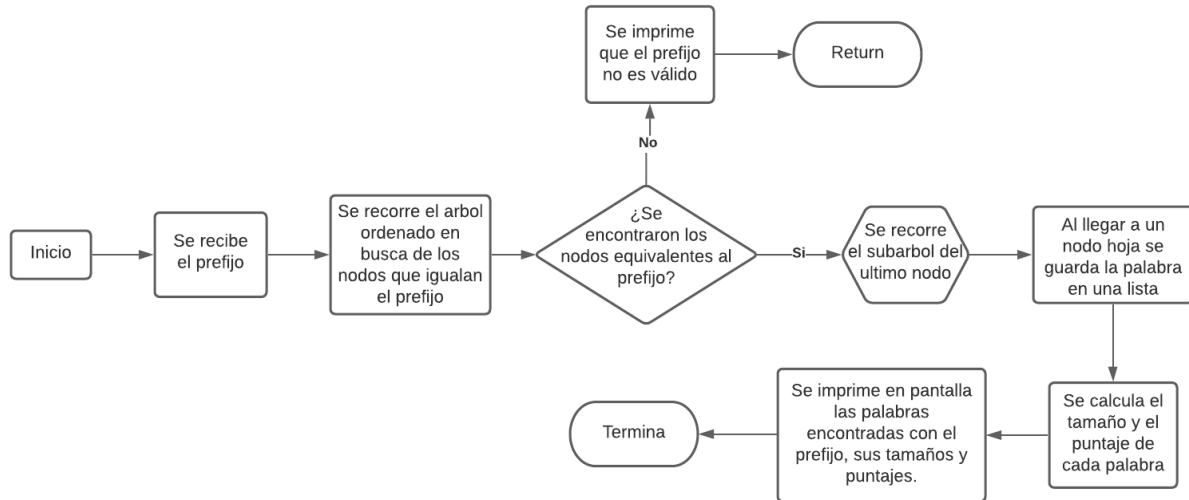 Inicio
Se recibe
el prefijo
Se recorre el arbol
ordenado en
busca de los
nodos que igualan
el prefijo
¿Se
encontraron los
nodos equivalentes al
prefijo?
No
Se imprime
que el prefijo
no es válido
Return
Si
Se recorre
el subarbol del
ultimo nodo
Al llegar a un
nodo hoja se
guarda la palabra
en una lista
Se calcula el
tamaño y el
puntaje de
cada palabra
Se imprime en pantalla
las palabras
encontradas con el
prefijo, sus tamaños y
puntajes.
Termina